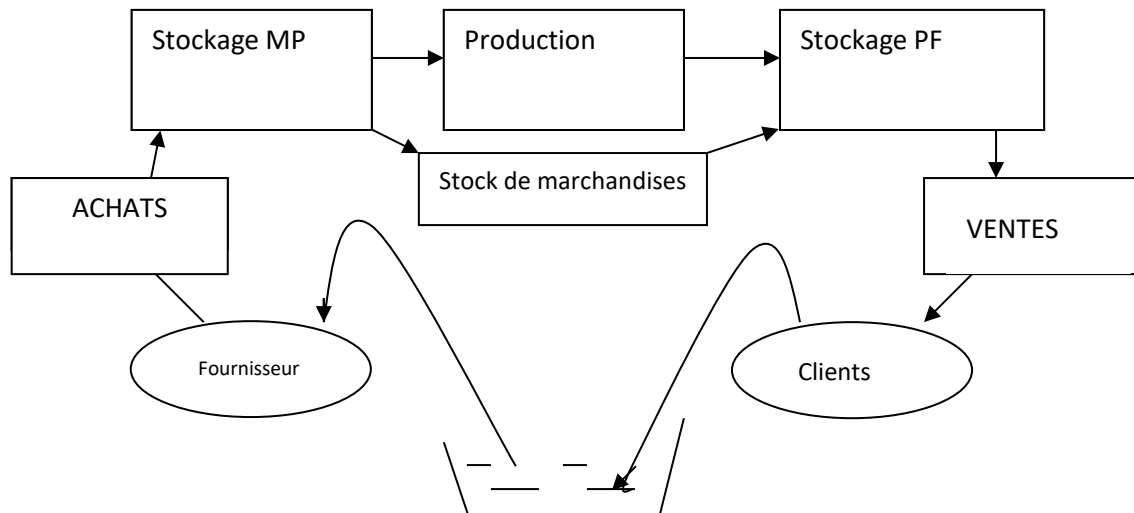 Stockage MP
Production
Stockage PF
Stock de marchandises
ACHATS
VENTES
Fournisseur
Clients